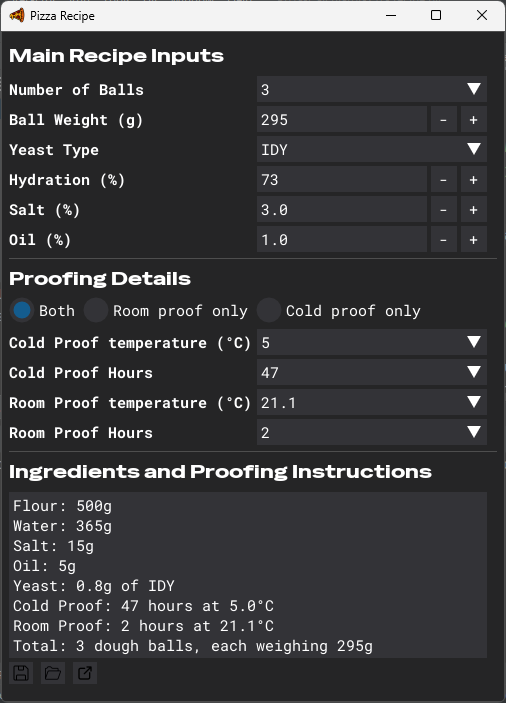 Pizza Recipe
Main Recipe Inputs
Number of Balls 3
Ball Weight (g) 295 - +
Yeast Type IDY
Hydration (%) 73 - +
Salt (%) 3.0 - +
Oil (%) 1.0 - +
Proofing Details
Both Room proof only Cold proof only
Cold Proof temperature (°C) 5
Cold Proof Hours 47
Room Proof temperature (°C) 21.1
Room Proof Hours 2
Ingredients and Proofing Instructions
Flour: 500g
Water: 365g
Salt: 15g
Oil: 5g
Yeast: 0.8g of IDY
Cold Proof: 47 hours at 5.0°C
Room Proof: 2 hours at 21.1°C
Total: 3 dough balls, each weighing 295g